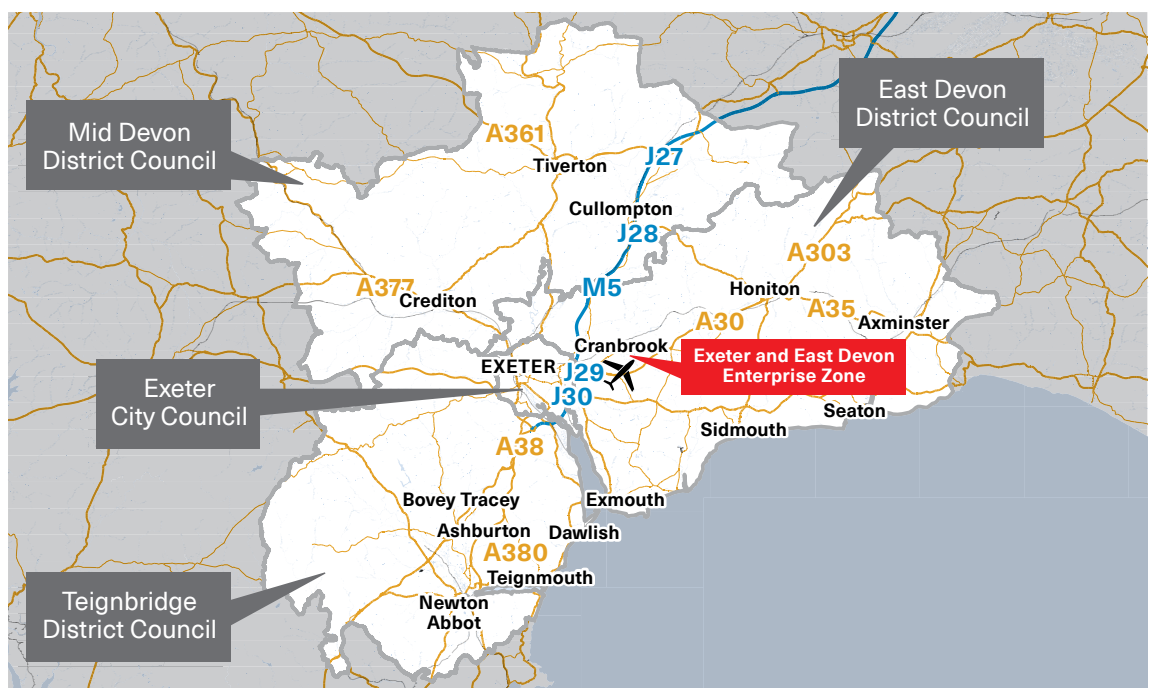 East Devon
District Council
Mid Devon
District Council
A361
J27
Tiverton
Cullompton
J28
A303
M5
A377
Crediton
Honiton
A35
A30
Axminster
Cranbrook
Exeter and East Devon
Enterprise Zone
EXETER
J29
J30
Exeter
City Council
Seaton
Sidmouth
A38
Bovey Tracey
Exmouth
Ashburton
Dawlish
A380
Teignmouth
Teignbridge
District Council
Newton
Abbot